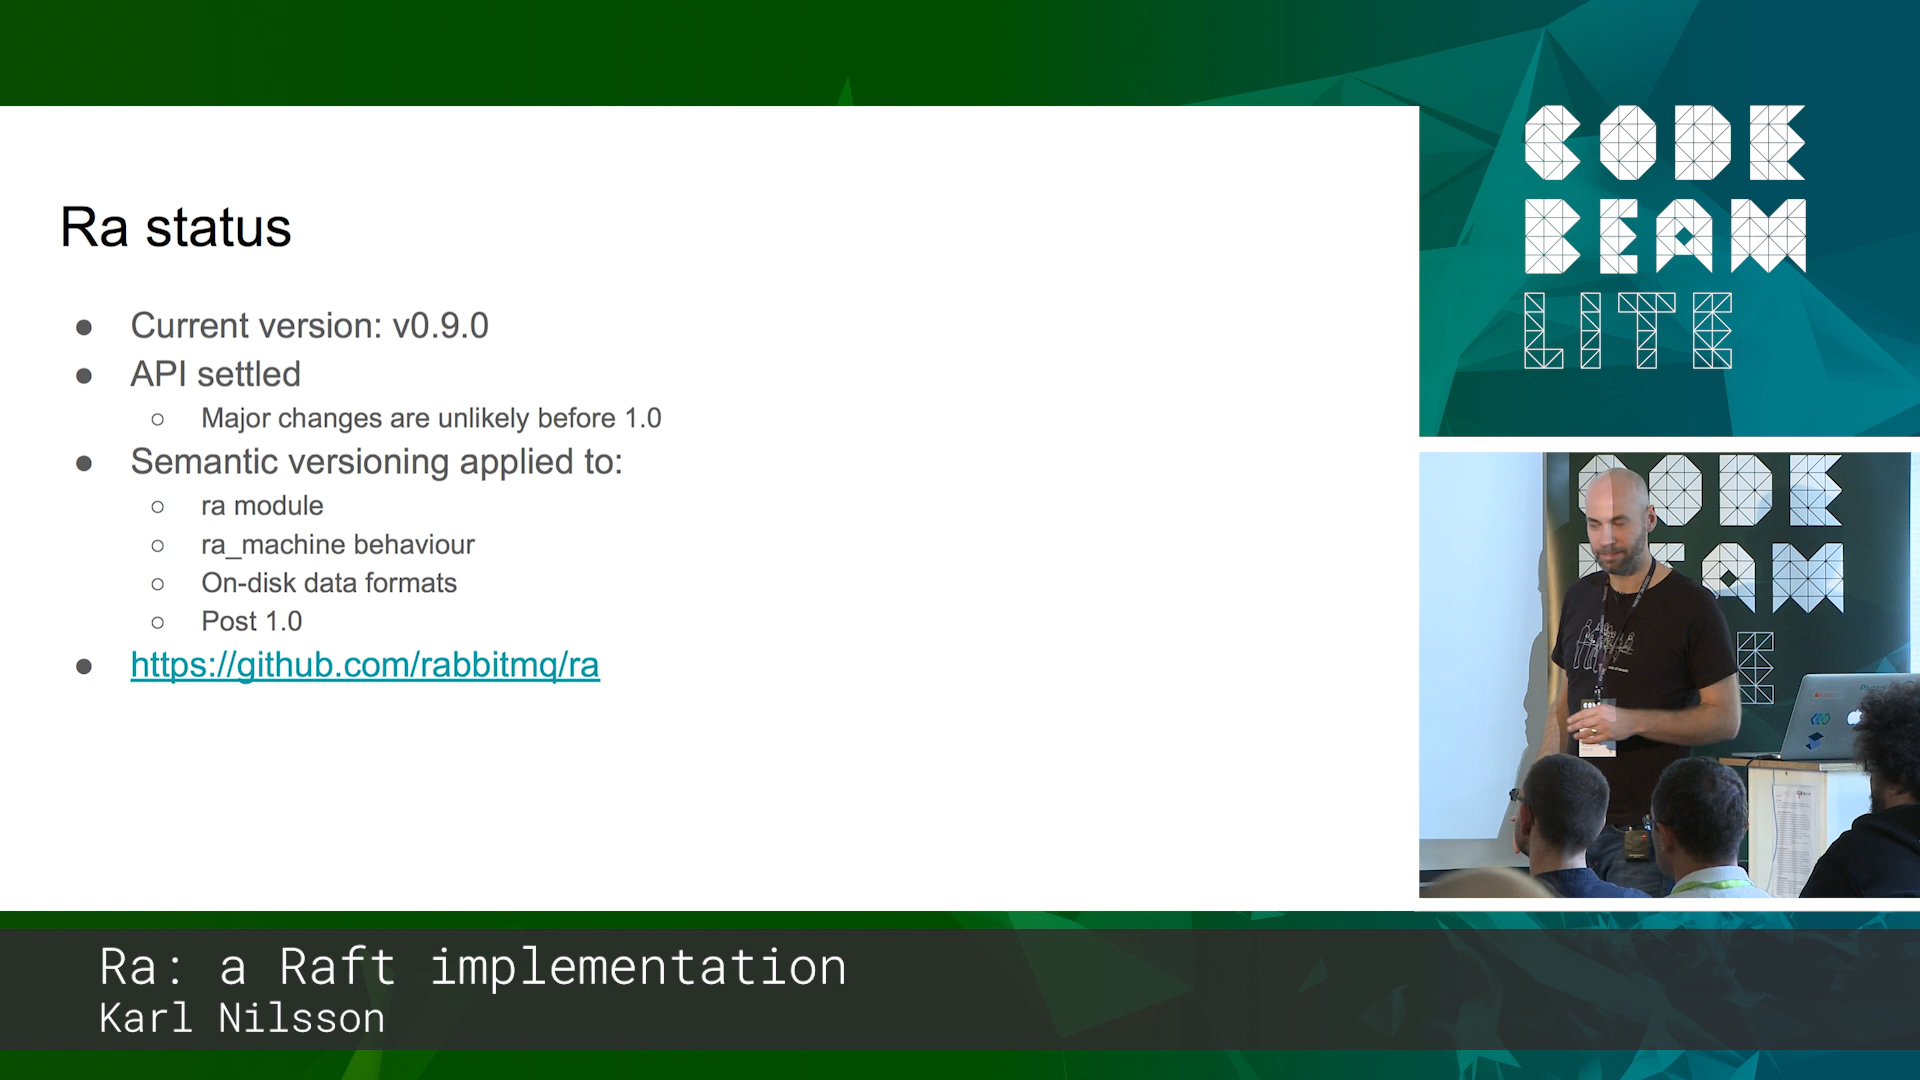 Ra status
● Current version: v0.9.0
● API settled
○ Major changes are unlikely before 1.0
● Semantic versioning applied to:
○ ra module
○ ra_machine behaviour
○ On-disk data formats
○ Post 1.0
● https://github.com/rabbitmq/ra
CODE
BEAM
LITE
CODE
BEAM
E
Ra: a Raft implementation
Karl Nilsson